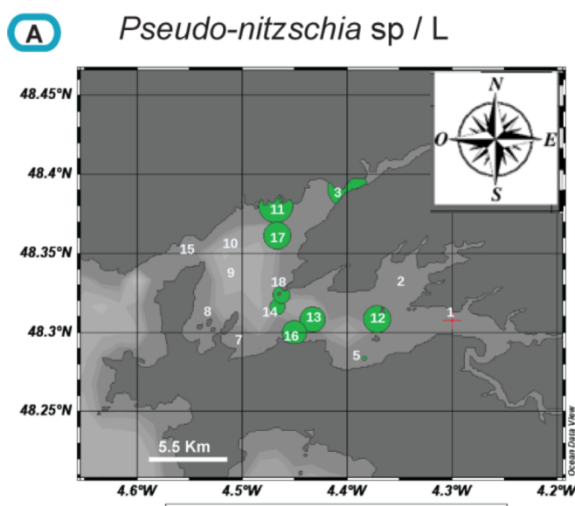 A
Pseudo-nitzschia sp / L
48.45°N
48.4°N
48.35°N
48.3°N
48.25°N
N
O
E
S
3
11
17
10
15
9
2
18
14
8
13
12
1
16
7
5
5.5 Km
Ocean Data View
4.6°W
4.5°W
4.4°W
4.3°W
4.2°W